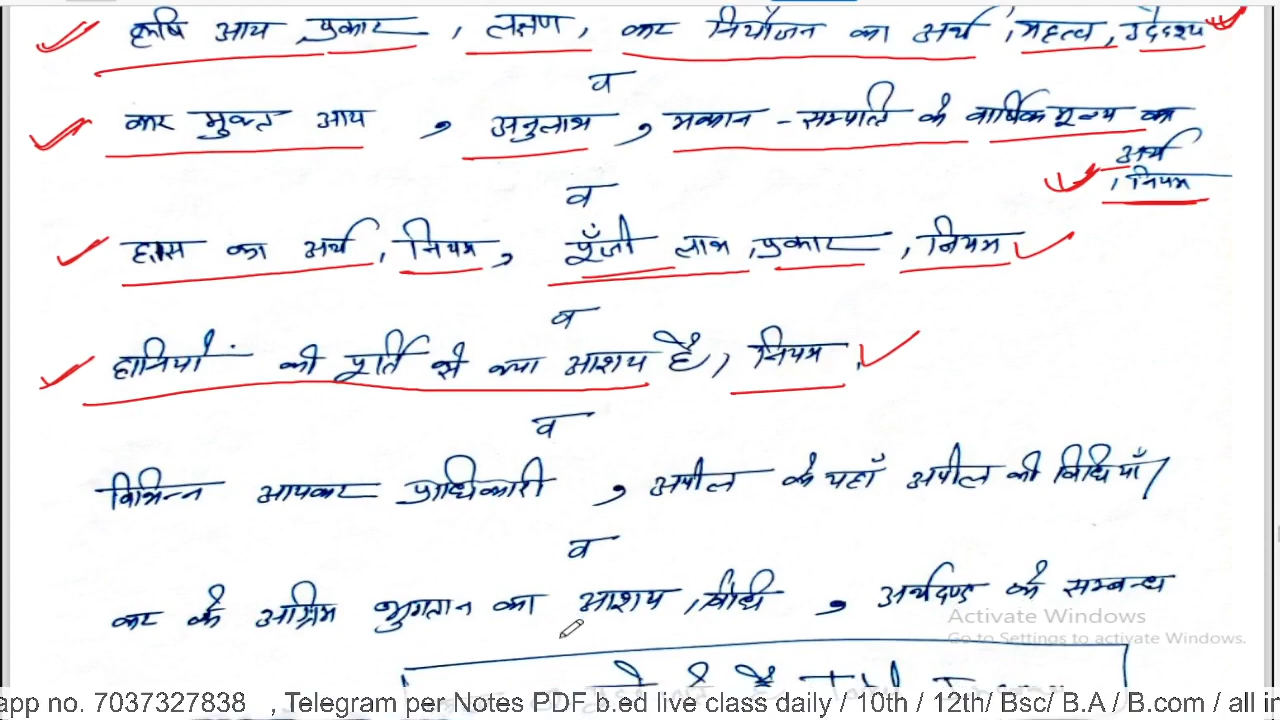 कृषि आय प्रकार, लक्षण, कर नियोजन का अर्थ, महत्व, उद्देश्य
व
कर मुक्त आय , अनुलाभ , मकान-सम्पत्ति के वार्षिक मूल्य का
अर्थ
, नियम
व
ह्रास का अर्थ, नियम, पूँजी लाभ, प्रकार, नियम
व
हानियों की पूर्ति से क्या आशय है, नियम.
व
विभिन्न आयकर प्राधिकारी , अपील के यहाँ अपील की विधियाँ/
व
कर के अग्रिम भुगतान का आशय, विधि , अर्थदण्ड के सम्बन्ध
Activate Windows
Go to Settings to activate Windows.
app no. 7037327838 , Telegram per Notes PDF b.ed live class daily / 10th / 12th/ Bsc/ B.A / B.com / all in